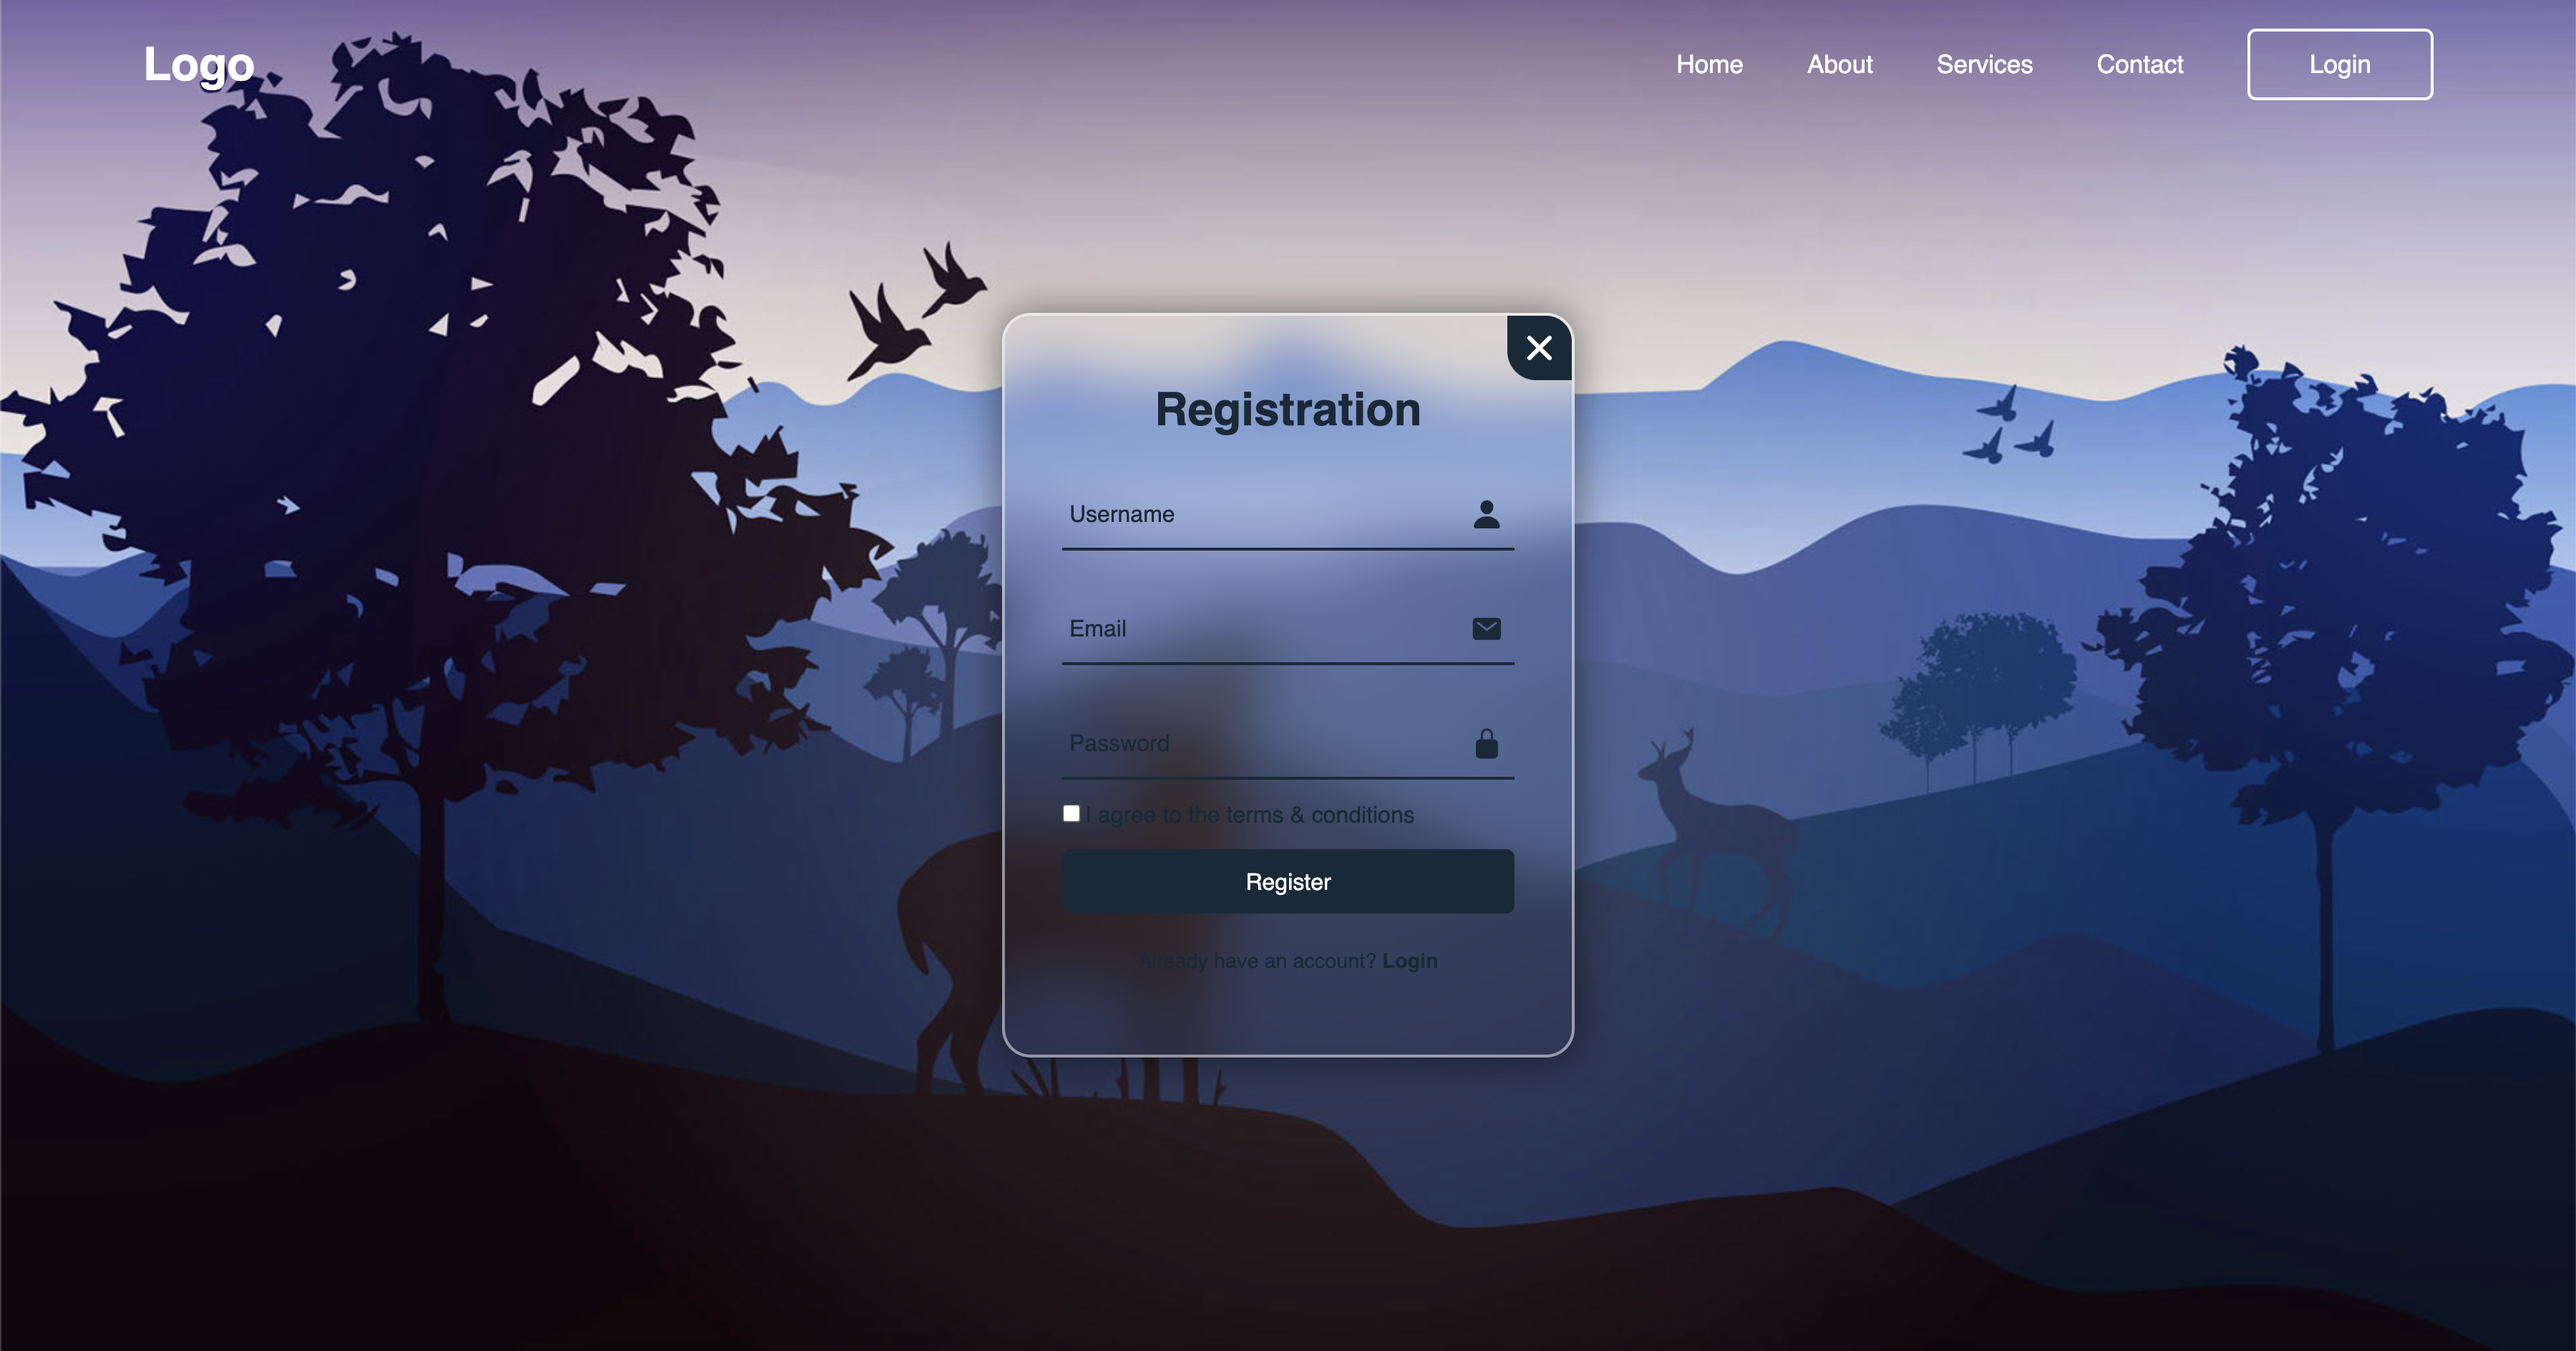 Logo
Home About Services Contact Login
Registration
Username
Email
Password
I agree to the terms & conditions
Register
Already have an account? Login